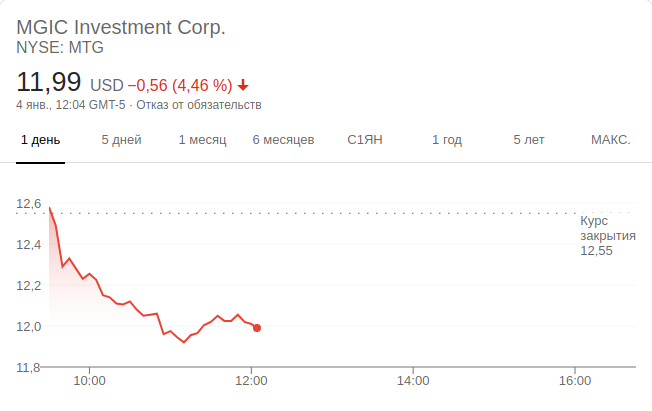 MGIC Investment Corp.
NYSE: MTG
11,99 USD −0,56 (4,46 %)
4 янв., 12:04 GMT-5 · Отказ от обязательств
1 день 5 дней 1 месяц 6 месяцев С1ЯН 1 год 5 лет МАКС.
12,6
Курс
закрытия
12,55
12,4
12,2
12,0
11,8
10:00 12:00 14:00 16:00